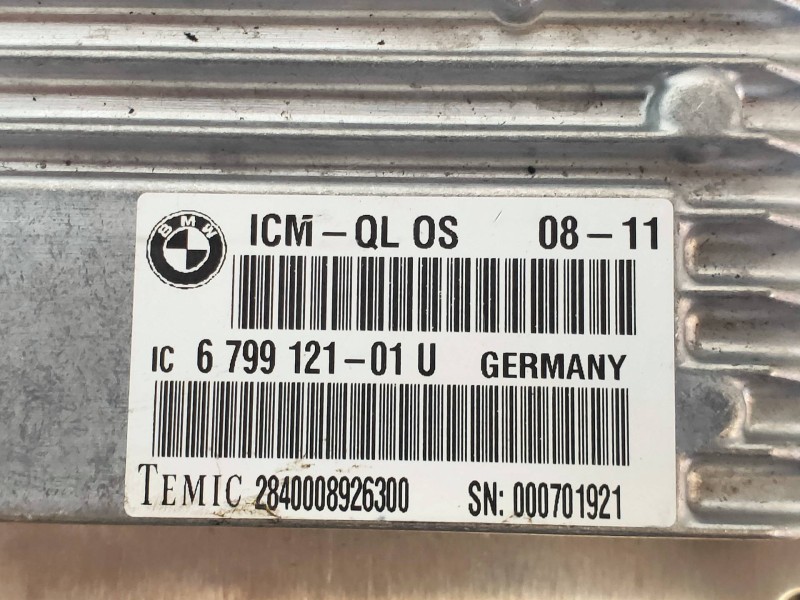 BMW
ICM-QL OS 08-11
IC 6 799 121-01 U GERMANY
TEMIC 2840008926300 SN: 000701921